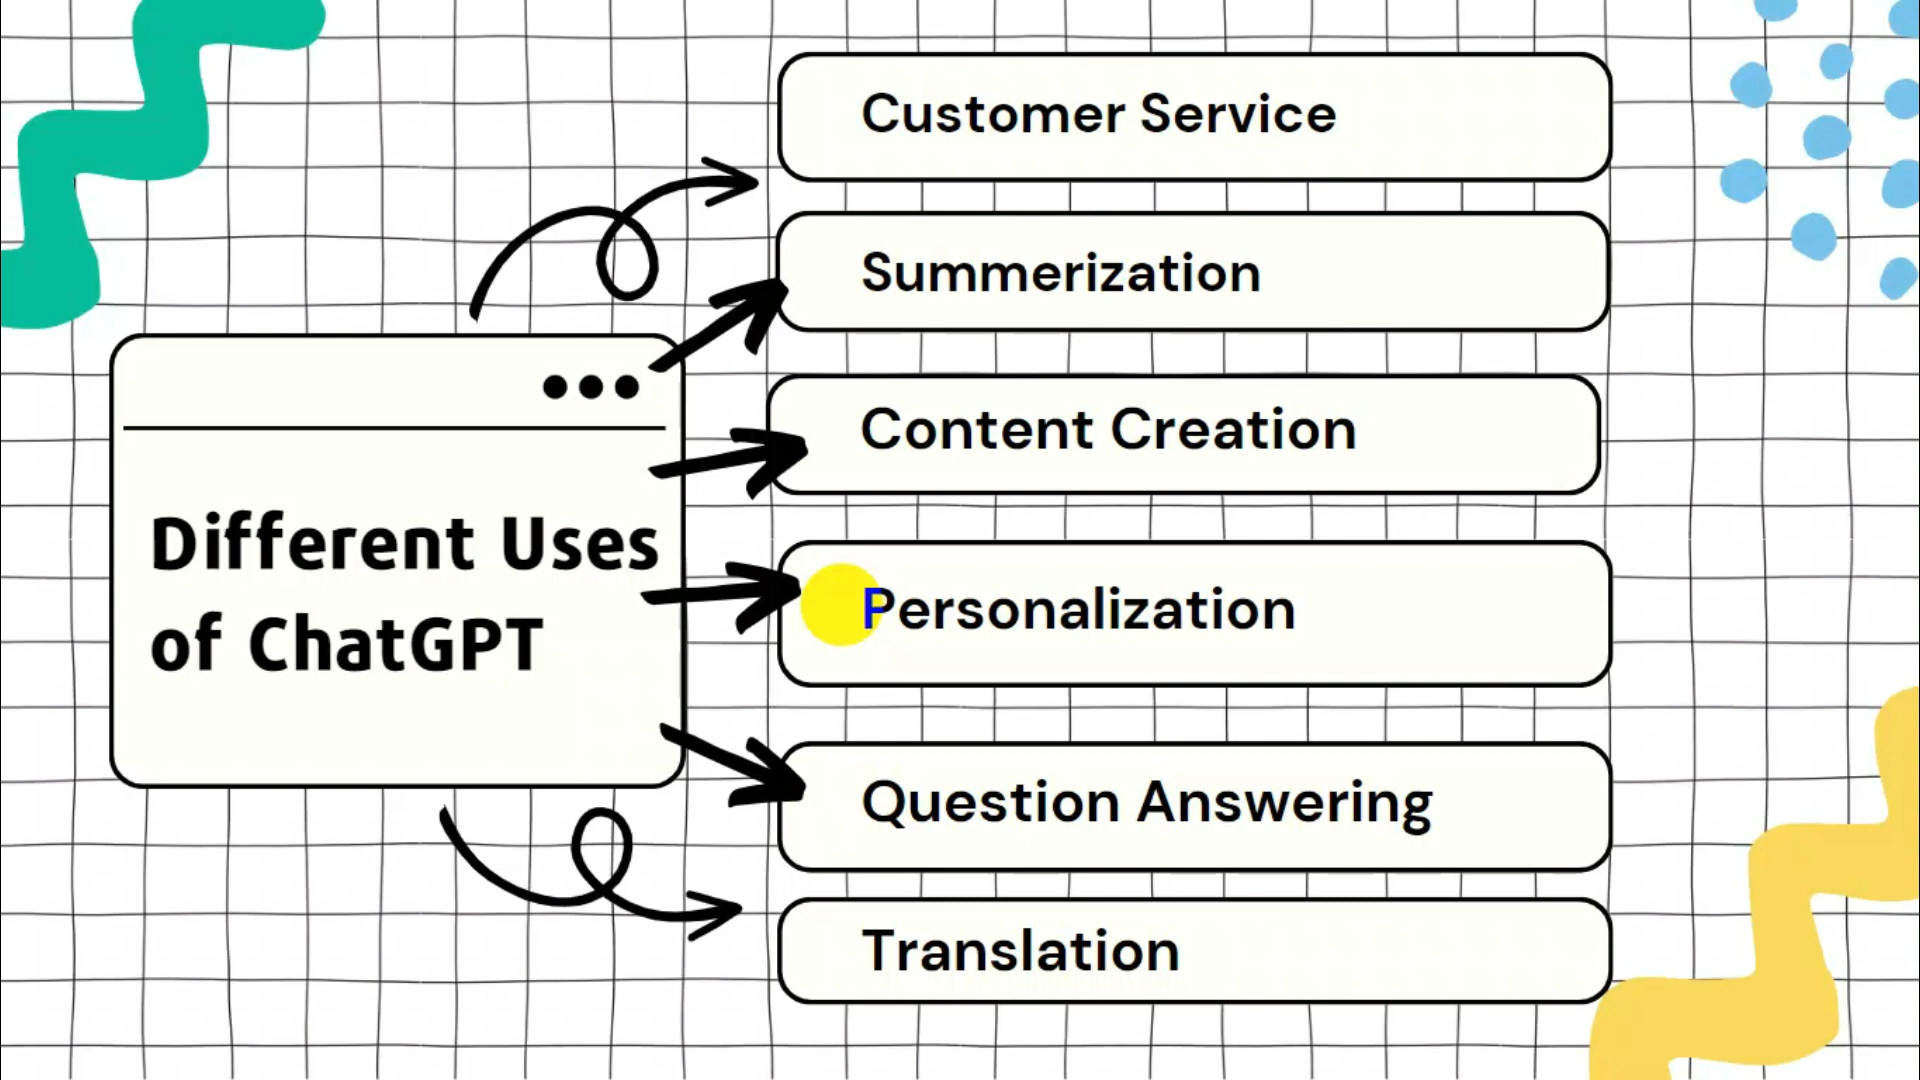 Different Uses
of ChatGPT
Customer Service
Summerization
Content Creation
Personalization
Question Answering
Translation